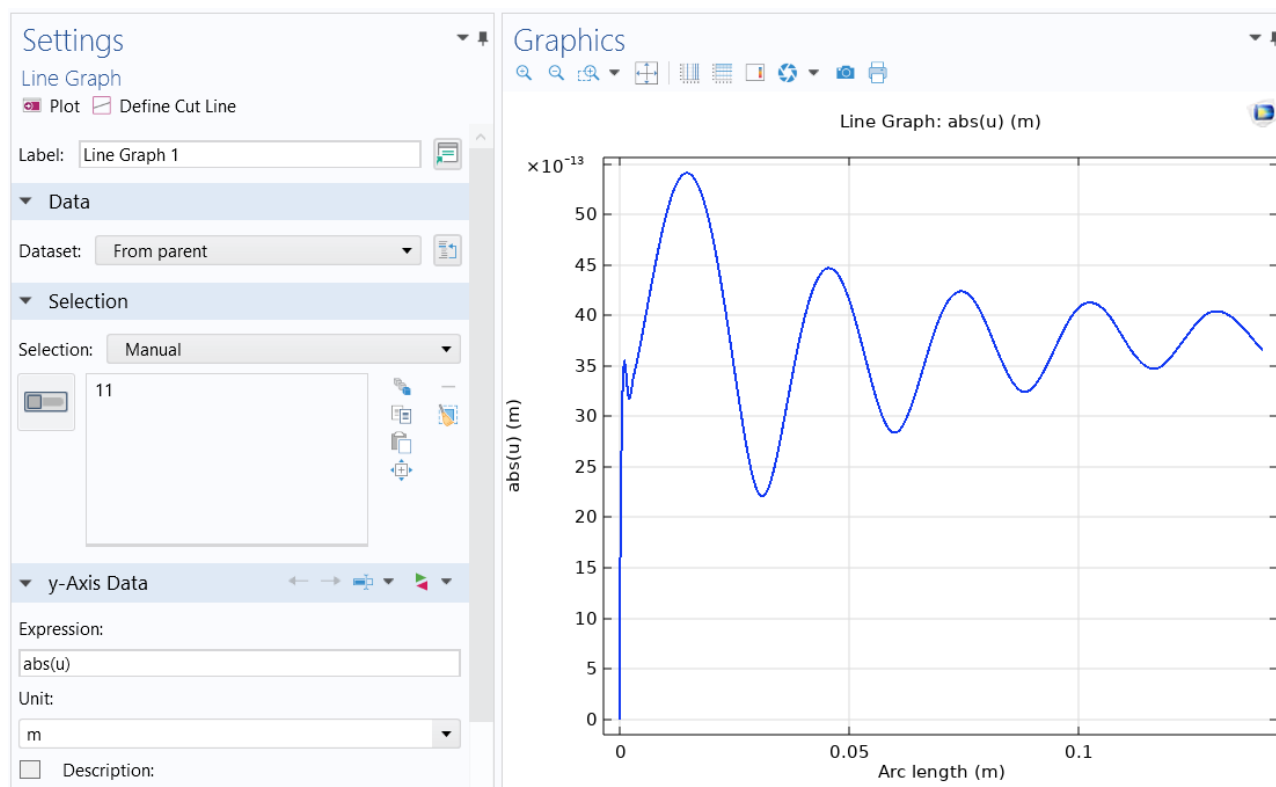 Settings
Line Graph
Plot Define Cut Line
Label: Line Graph 1
Data
Dataset: From parent
Selection
Selection: Manual
11
y-Axis Data
Expression:
abs(u)
Unit:
m
Description:
Graphics
Line Graph: abs(u) (m)
×10⁻¹³
50
45
40
35
30
25
20
15
10
5
0
abs(u) (m)
0 0.05 0.1
Arc length (m)